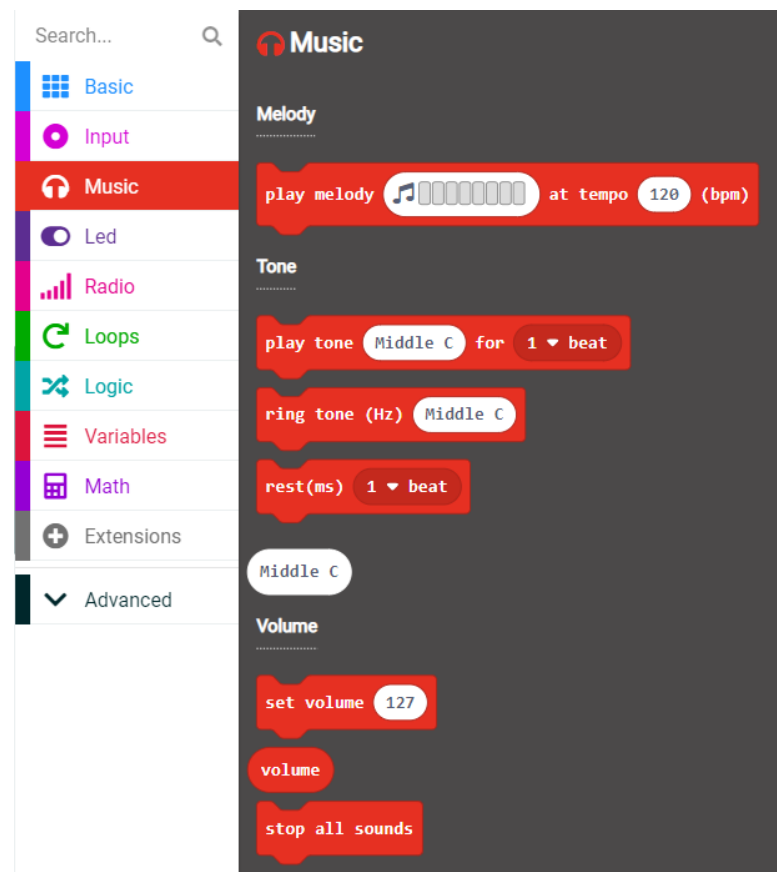 Search...
Basic
Input
Music
Led
Radio
Loops
Logic
Variables
Math
Extensions
Advanced
Music
Melody
play melody at tempo 120 (bpm)
Tone
play tone Middle C for 1 beat
ring tone (Hz) Middle C
rest(ms) 1 beat
Middle C
Volume
set volume 127
volume
stop all sounds